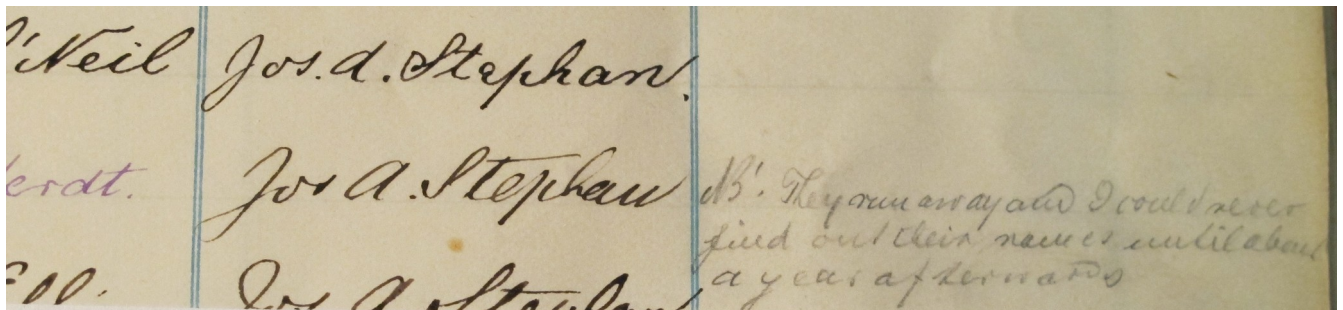 'Neil Jos. A. Stephan.
erdt. Jos A. Stephan
NB. They run away and I could never
find out their names until about
a year afterwards
Jos A Stephan